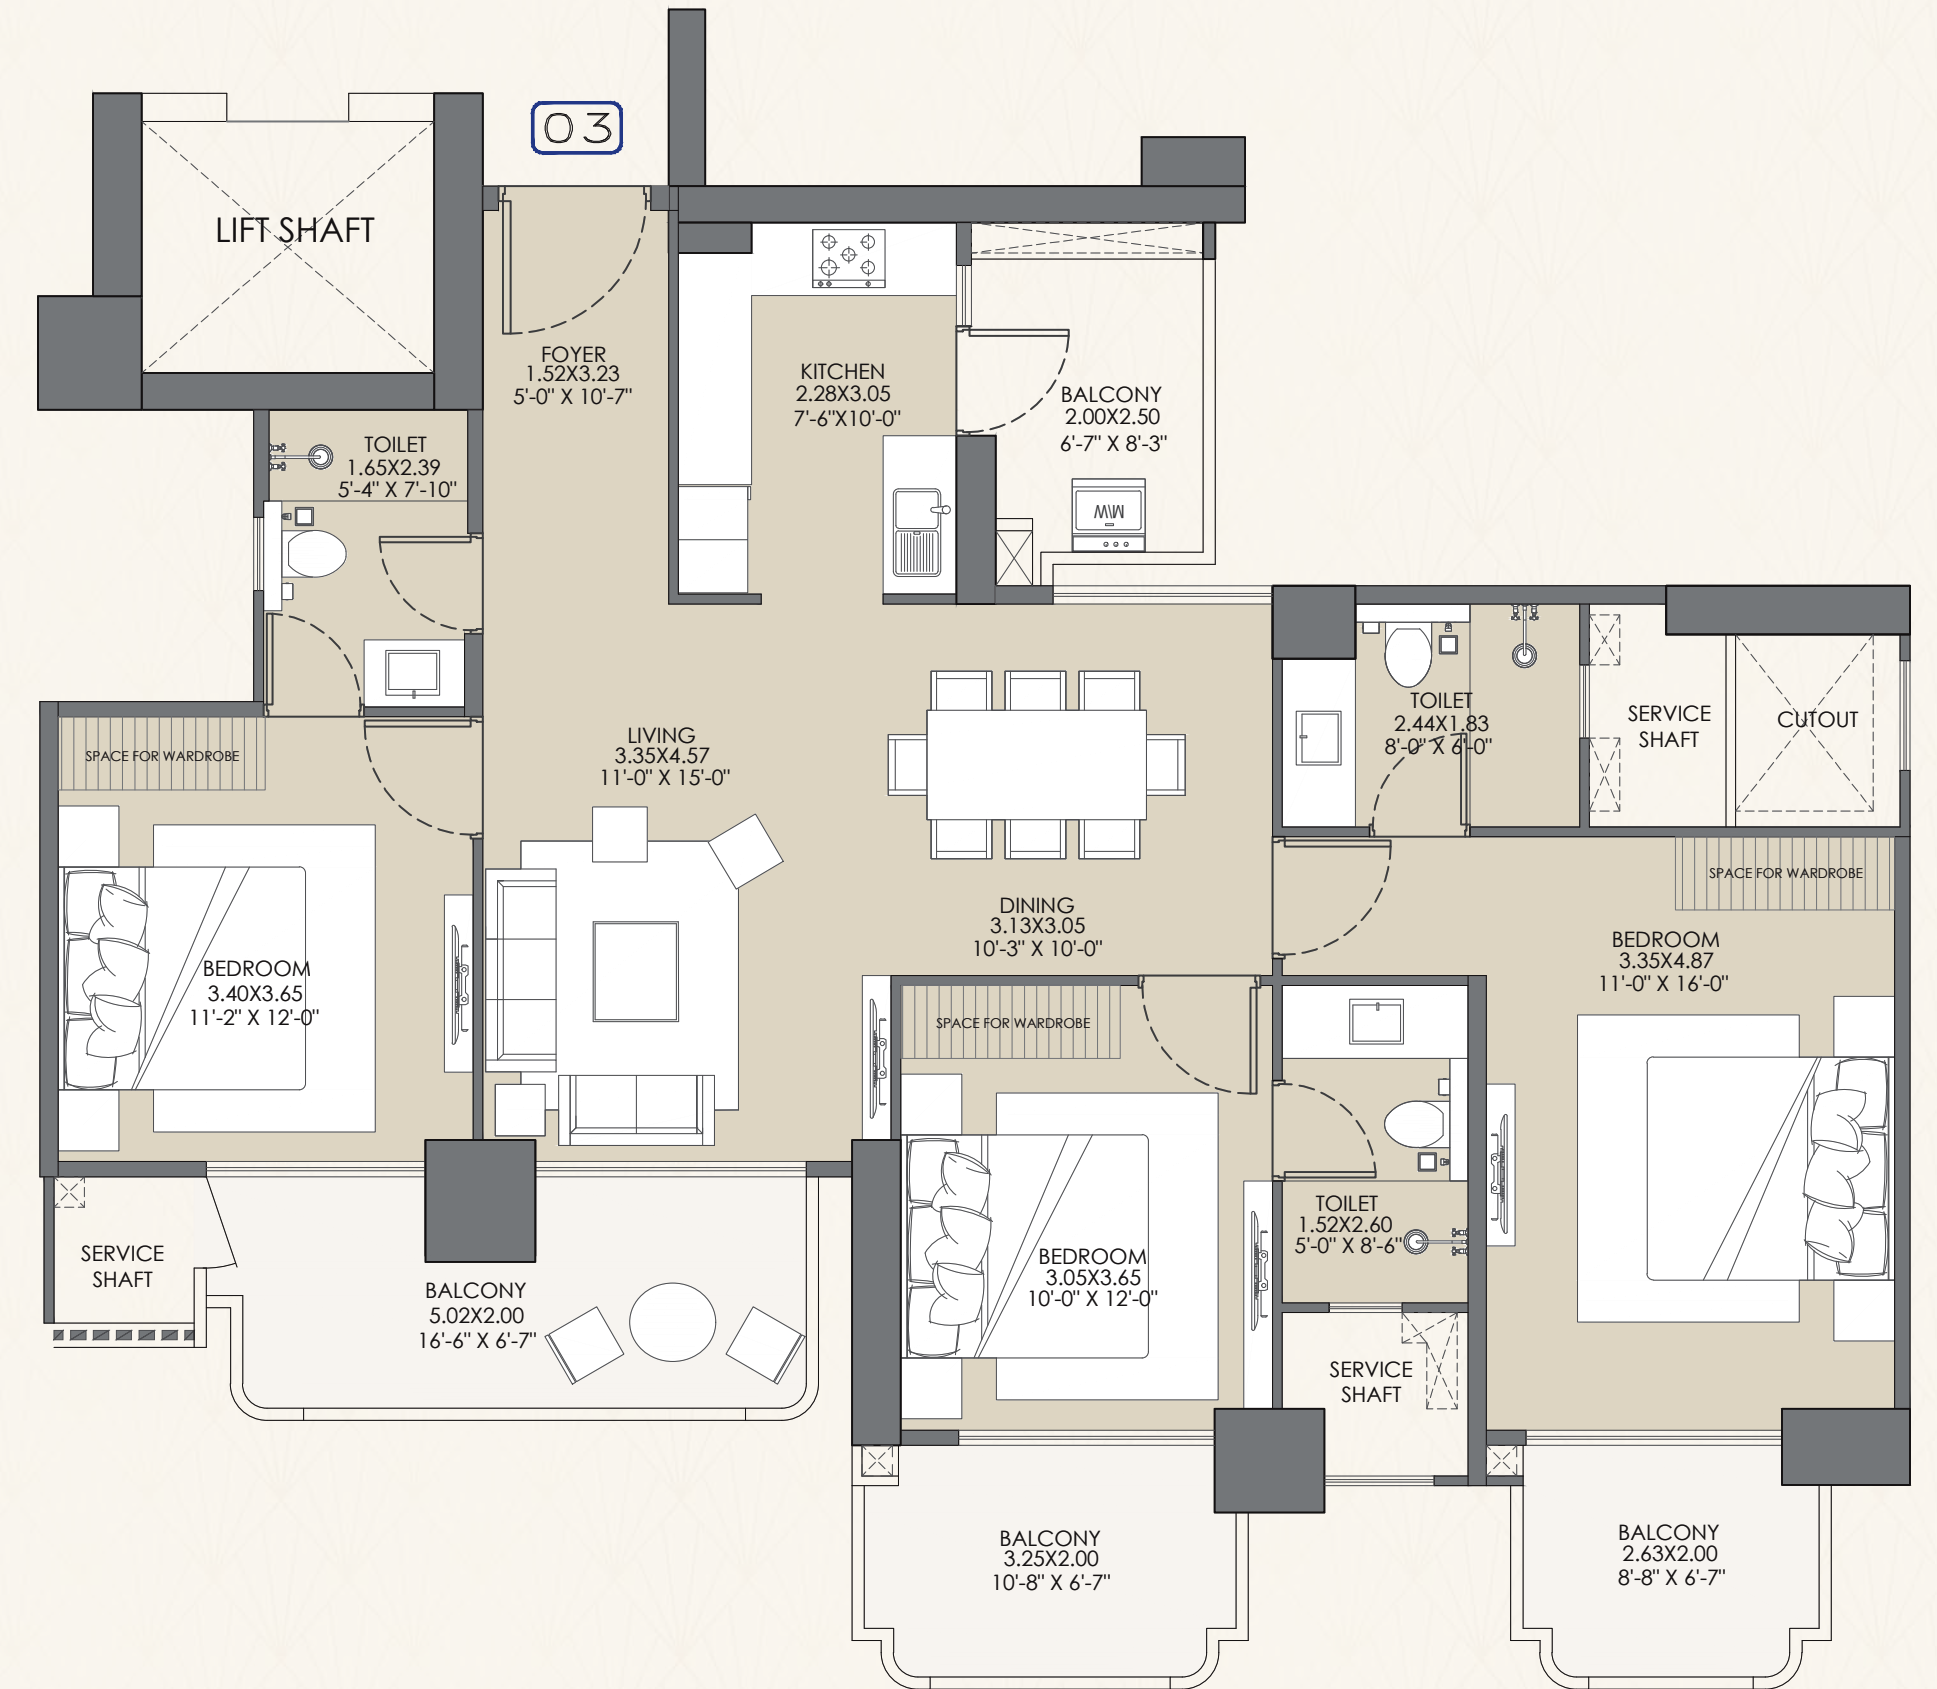 03
LIFT SHAFT
FOYER
1.52X3.23
5'-0" X 10'-7"
KITCHEN
2.28X3.05
7'-6"X10'-0"
BALCONY
2.00X2.50
6'-7" X 8'-3"
M/W
TOILET
1.65X2.39
5'-4" X 7'-10"
SPACE FOR WARDROBE
LIVING
3.35X4.57
11'-0" X 15'-0"
TOILET
2.44X1.83
8'-0" X 6'-0"
SERVICE
SHAFT
CUTOUT
SPACE FOR WARDROBE
DINING
3.13X3.05
10'-3" X 10'-0"
BEDROOM
3.35X4.87
11'-0" X 16'-0"
BEDROOM
3.40X3.65
11'-2" X 12'-0"
SPACE FOR WARDROBE
TOILET
1.52X2.60
5'-0" X 8'-6"
BEDROOM
3.05X3.65
10'-0" X 12'-0"
SERVICE
SHAFT
BALCONY
5.02X2.00
16'-6" X 6'-7"
SERVICE
SHAFT
BALCONY
3.25X2.00
10'-8" X 6'-7"
BALCONY
2.63X2.00
8'-8" X 6'-7"